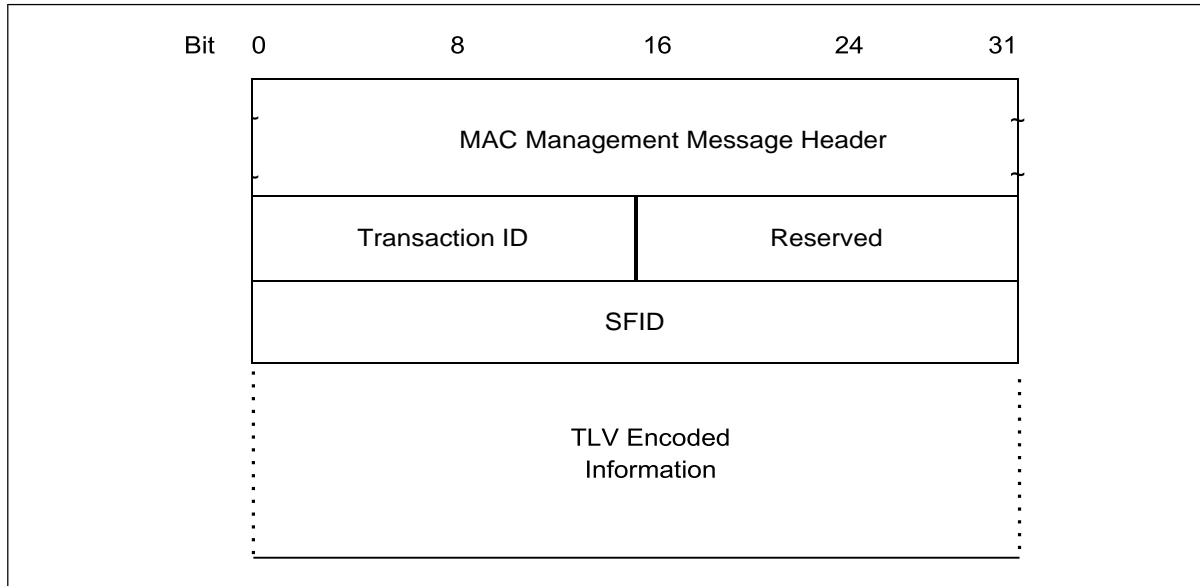 Bit 0 8 16 24 31
MAC Management Message Header
Transaction ID Reserved
SFID
TLV Encoded
Information